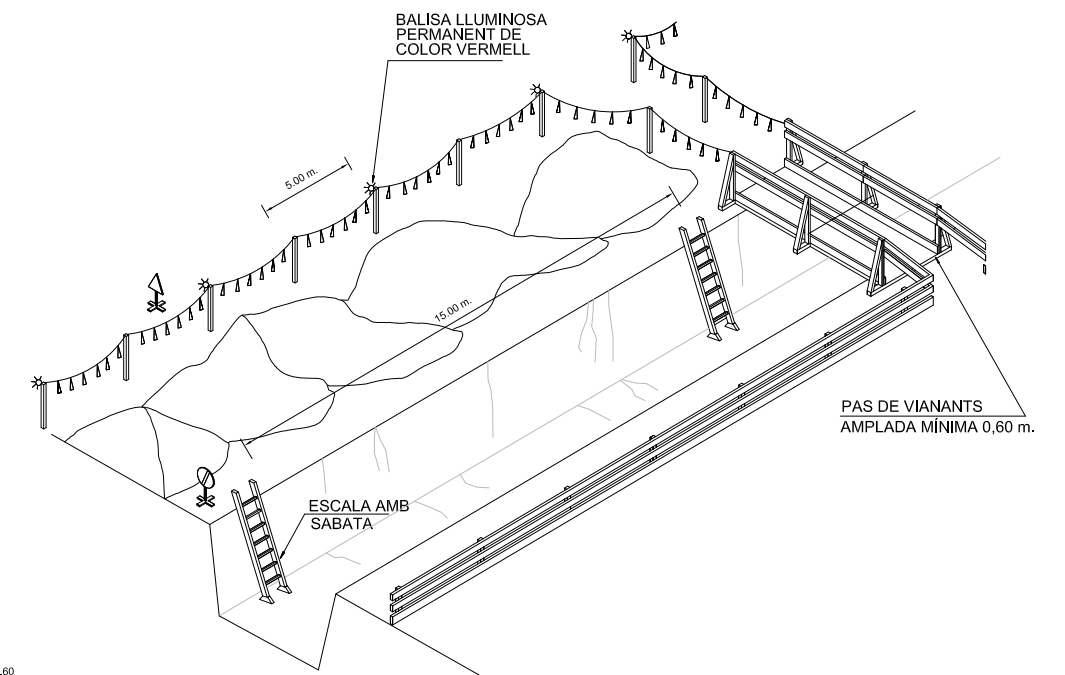 BALISA LLUMINOSA
PERMANENT DE
COLOR VERMELL
5.00 m.
15.00 m.
PAS DE VIANANTS
AMPLADA MÍNIMA 0,60 m.
ESCALA AMB
SABATA
.60